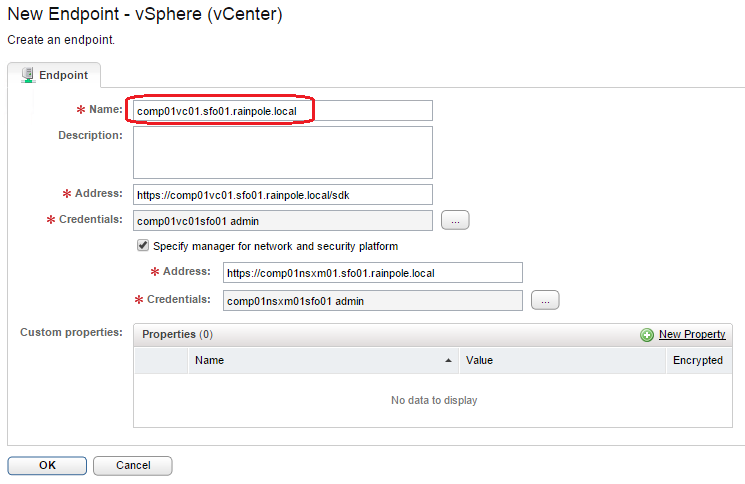 New Endpoint - vSphere (vCenter)
Create an endpoint.
Endpoint
* Name: comp01vc01.sfo01.rainpole.local
Description:
* Address: https://comp01vc01.sfo01.rainpole.local/sdk
* Credentials: comp01vc01sfo01 admin ...
Specify manager for network and security platform
* Address: https://comp01nsxm01.sfo01.rainpole.local
* Credentials: comp01nsxm01sfo01 admin ...
Custom properties: Properties (0) New Property
Name Value Encrypted
No data to display
OK Cancel